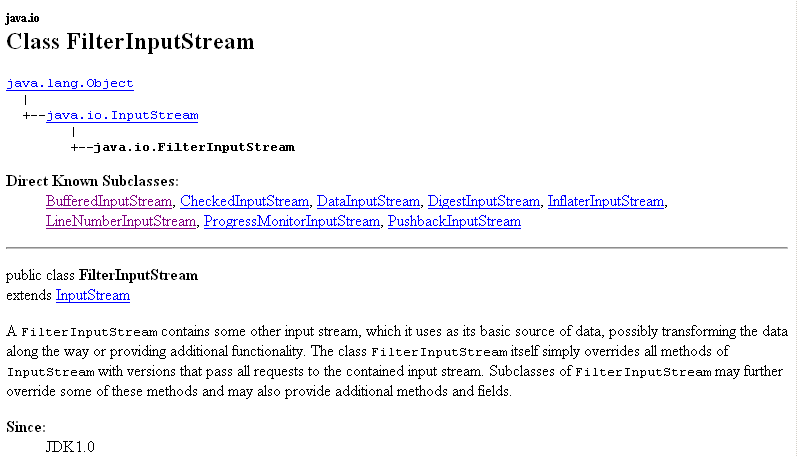 java.io
Class FilterInputStream
java.lang.Object
|
+--java.io.InputStream
|
+--java.io.FilterInputStream
Direct Known Subclasses:
BufferedInputStream, CheckedInputStream, DataInputStream, DigestInputStream, InflaterInputStream,
LineNumberInputStream, ProgressMonitorInputStream, PushbackInputStream
public class FilterInputStream
extends InputStream
A FilterInputStream contains some other input stream, which it uses as its basic source of data, possibly transforming the data
along the way or providing additional functionality. The class FilterInputStream itself simply overrides all methods of
InputStream with versions that pass all requests to the contained input stream. Subclasses of FilterInputStream may further
override some of these methods and may also provide additional methods and fields.
Since:
JDK1.0